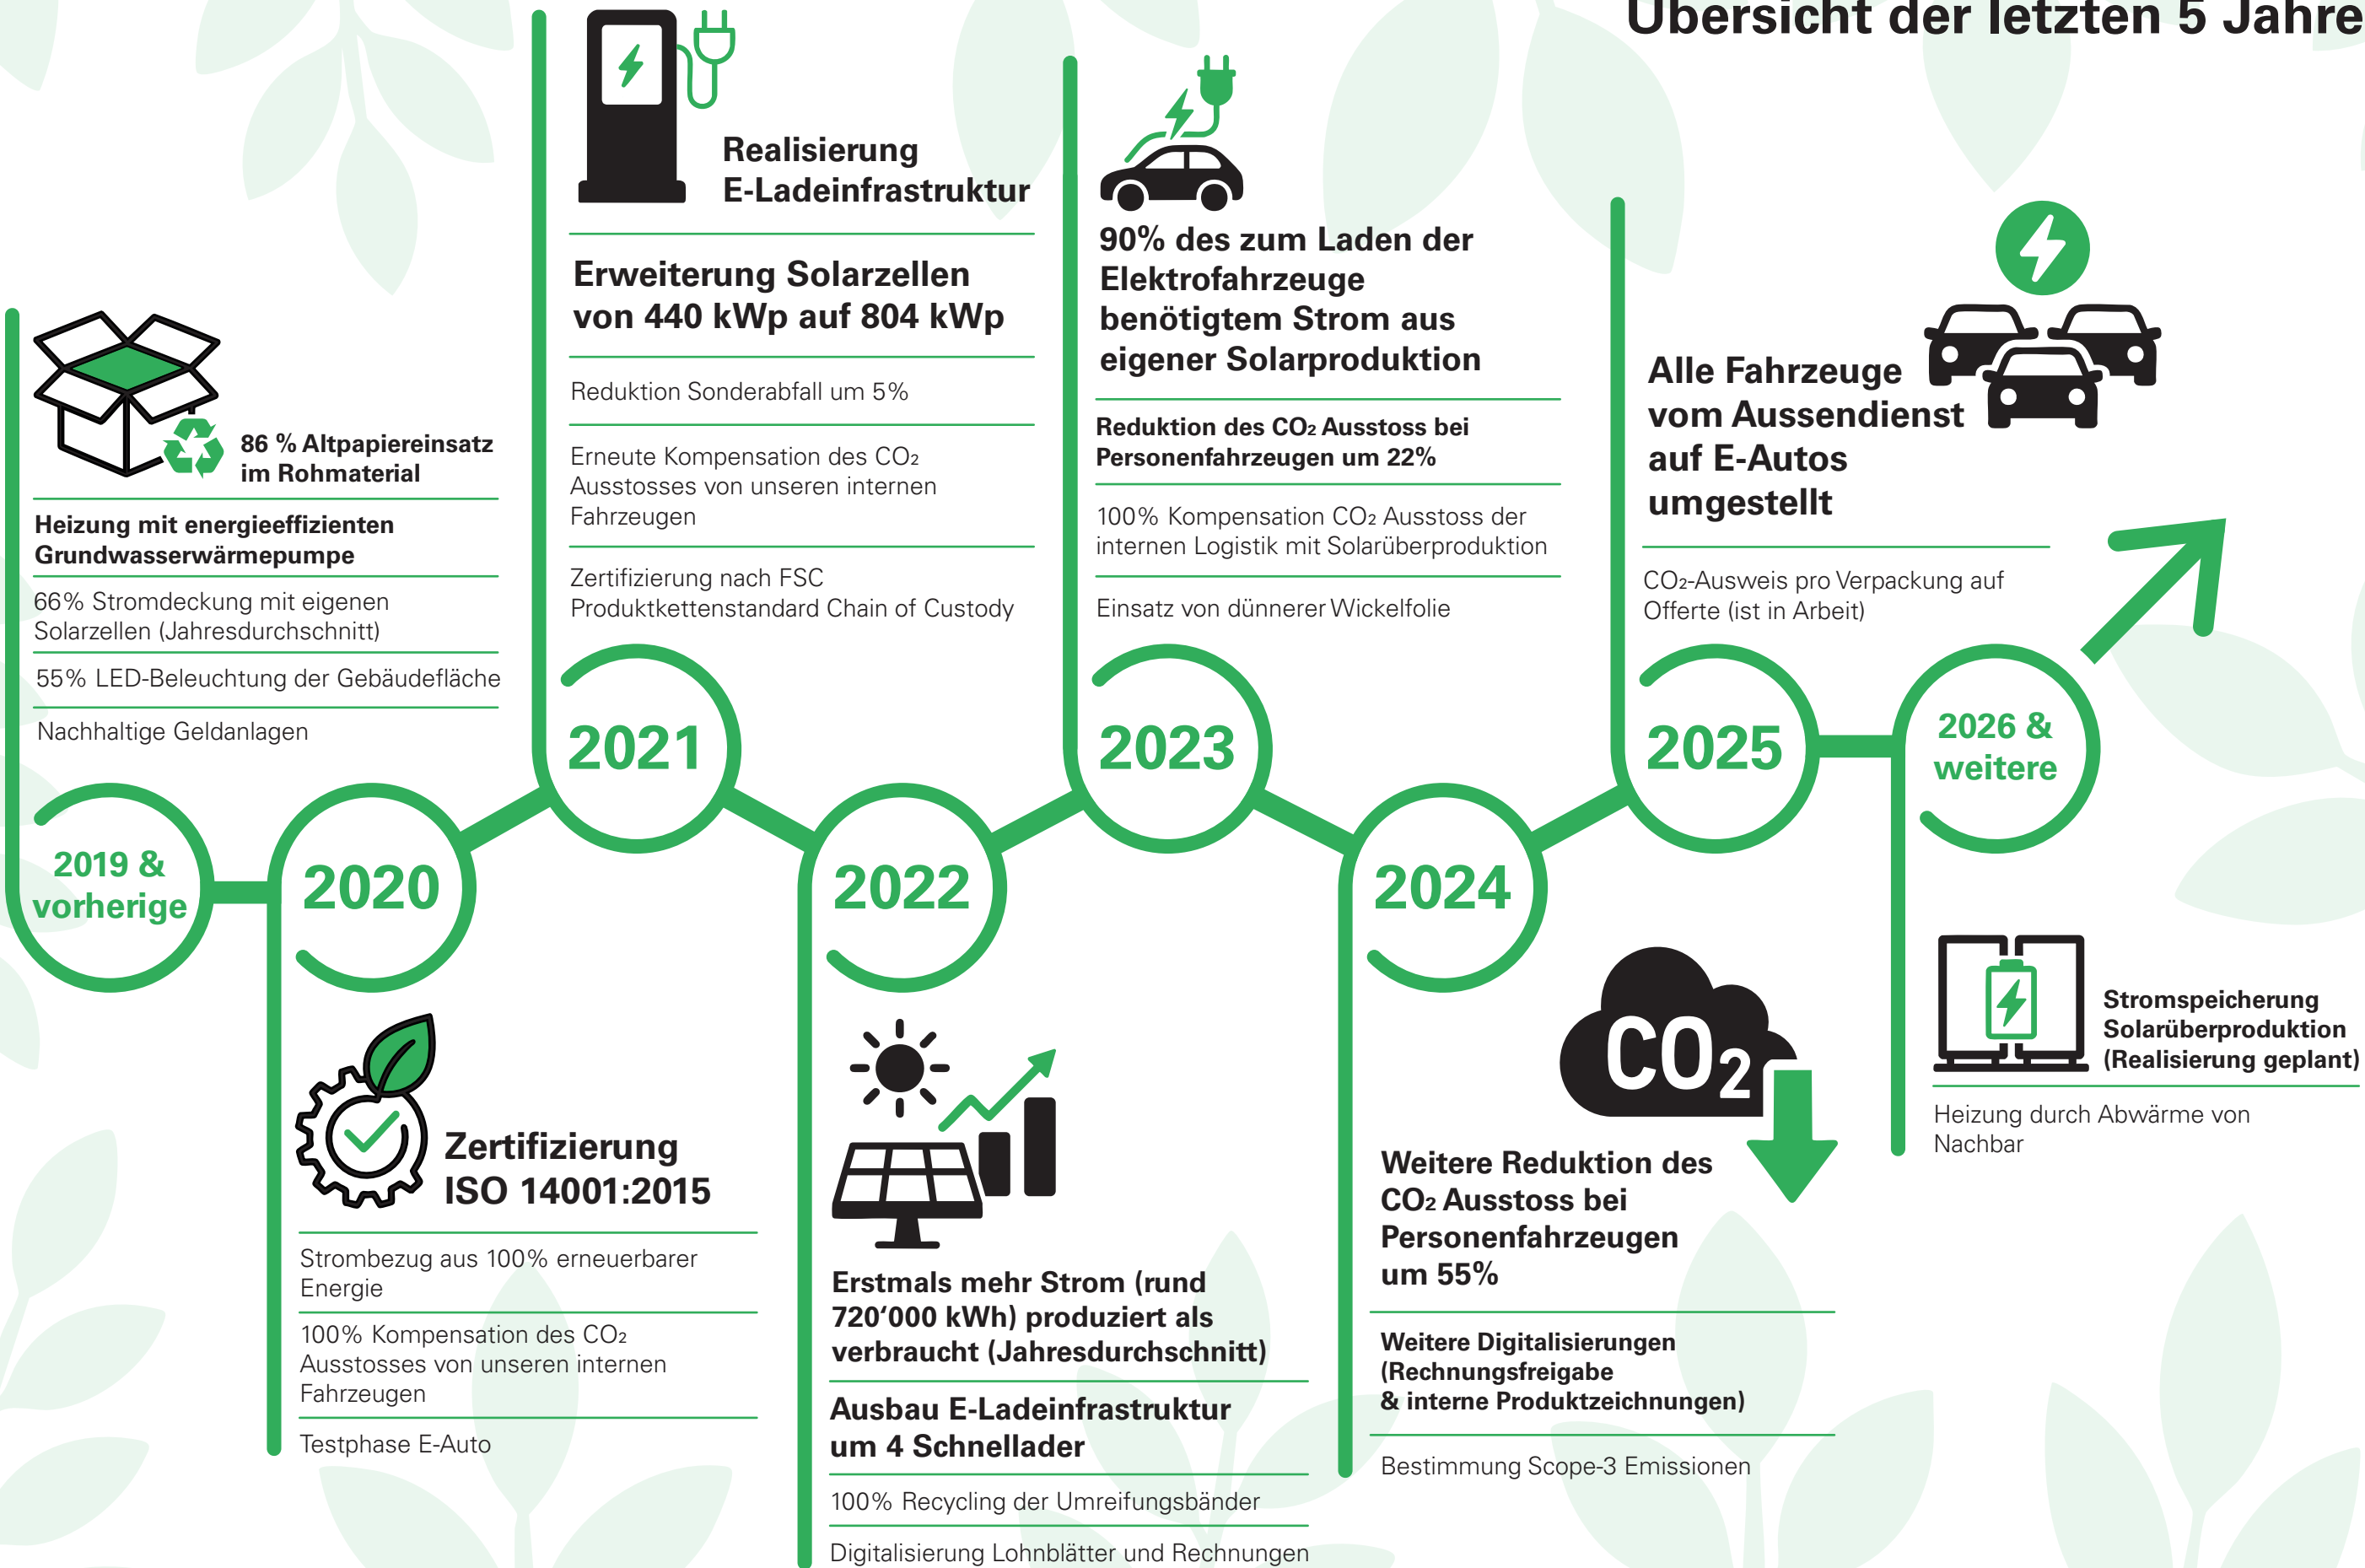 Übersicht der letzten 5 Jahre
86 % Altpapiereinsatz
im Rohmaterial
Heizung mit energieeffizienten
Grundwasserwärmepumpe
66% Stromdeckung mit eigenen
Solarzellen (Jahresdurchschnitt)
55% LED-Beleuchtung der Gebäudefläche
Nachhaltige Geldanlagen
2019 &
vorherige
2020
Zertifizierung
ISO 14001:2015
Strombezug aus 100% erneuerbarer
Energie
100% Kompensation des CO₂
Ausstosses von unseren internen
Fahrzeugen
Testphase E-Auto
Realisierung
E-Ladeinfrastruktur
Erweiterung Solarzellen
von 440 kWp auf 804 kWp
Reduktion Sonderabfall um 5%
Erneute Kompensation des CO₂
Ausstosses von unseren internen
Fahrzeugen
Zertifizierung nach FSC
Produktkettenstandard Chain of Custody
2021
2022
Erstmals mehr Strom (rund
720‘000 kWh) produziert als
verbraucht (Jahresdurchschnitt)
Ausbau E-Ladeinfrastruktur
um 4 Schnellader
100% Recycling der Umreifungsbänder
Digitalisierung Lohnblätter und Rechnungen
90% des zum Laden der
Elektrofahrzeuge
benötigtem Strom aus
eigener Solarproduktion
Reduktion des CO₂ Ausstoss bei
Personenfahrzeugen um 22%
100% Kompensation CO₂ Ausstoss der
internen Logistik mit Solarüberproduktion
Einsatz von dünnerer Wickelfolie
2023
2024
CO₂
Weitere Reduktion des
CO₂ Ausstoss bei
Personenfahrzeugen
um 55%
Weitere Digitalisierungen
(Rechnungsfreigabe
& interne Produktzeichnungen)
Bestimmung Scope-3 Emissionen
Alle Fahrzeuge
vom Aussendienst
auf E-Autos
umgestellt
CO₂-Ausweis pro Verpackung auf
Offerte (ist in Arbeit)
2025
2026 &
weitere
Stromspeicherung
Solarüberproduktion
(Realisierung geplant)
Heizung durch Abwärme von
Nachbar